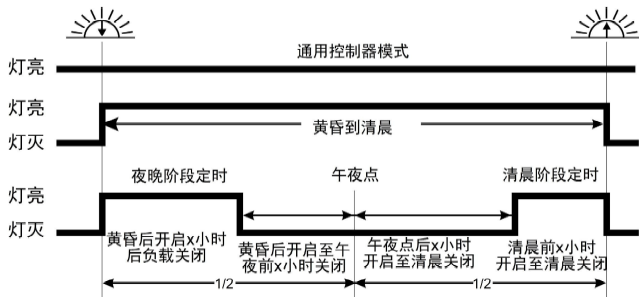 通用控制器模式
灯亮
灯亮
黄昏到清晨
灯灭
夜晚阶段定时
午夜点
清晨阶段定时
灯亮
灯灭
黄昏后开启x小时
后负载关闭
黄昏后开启至午
夜前x小时关闭
午夜点后x小时
开启至清晨关闭
清晨前x小时
开启至清晨关闭
1/2
1/2